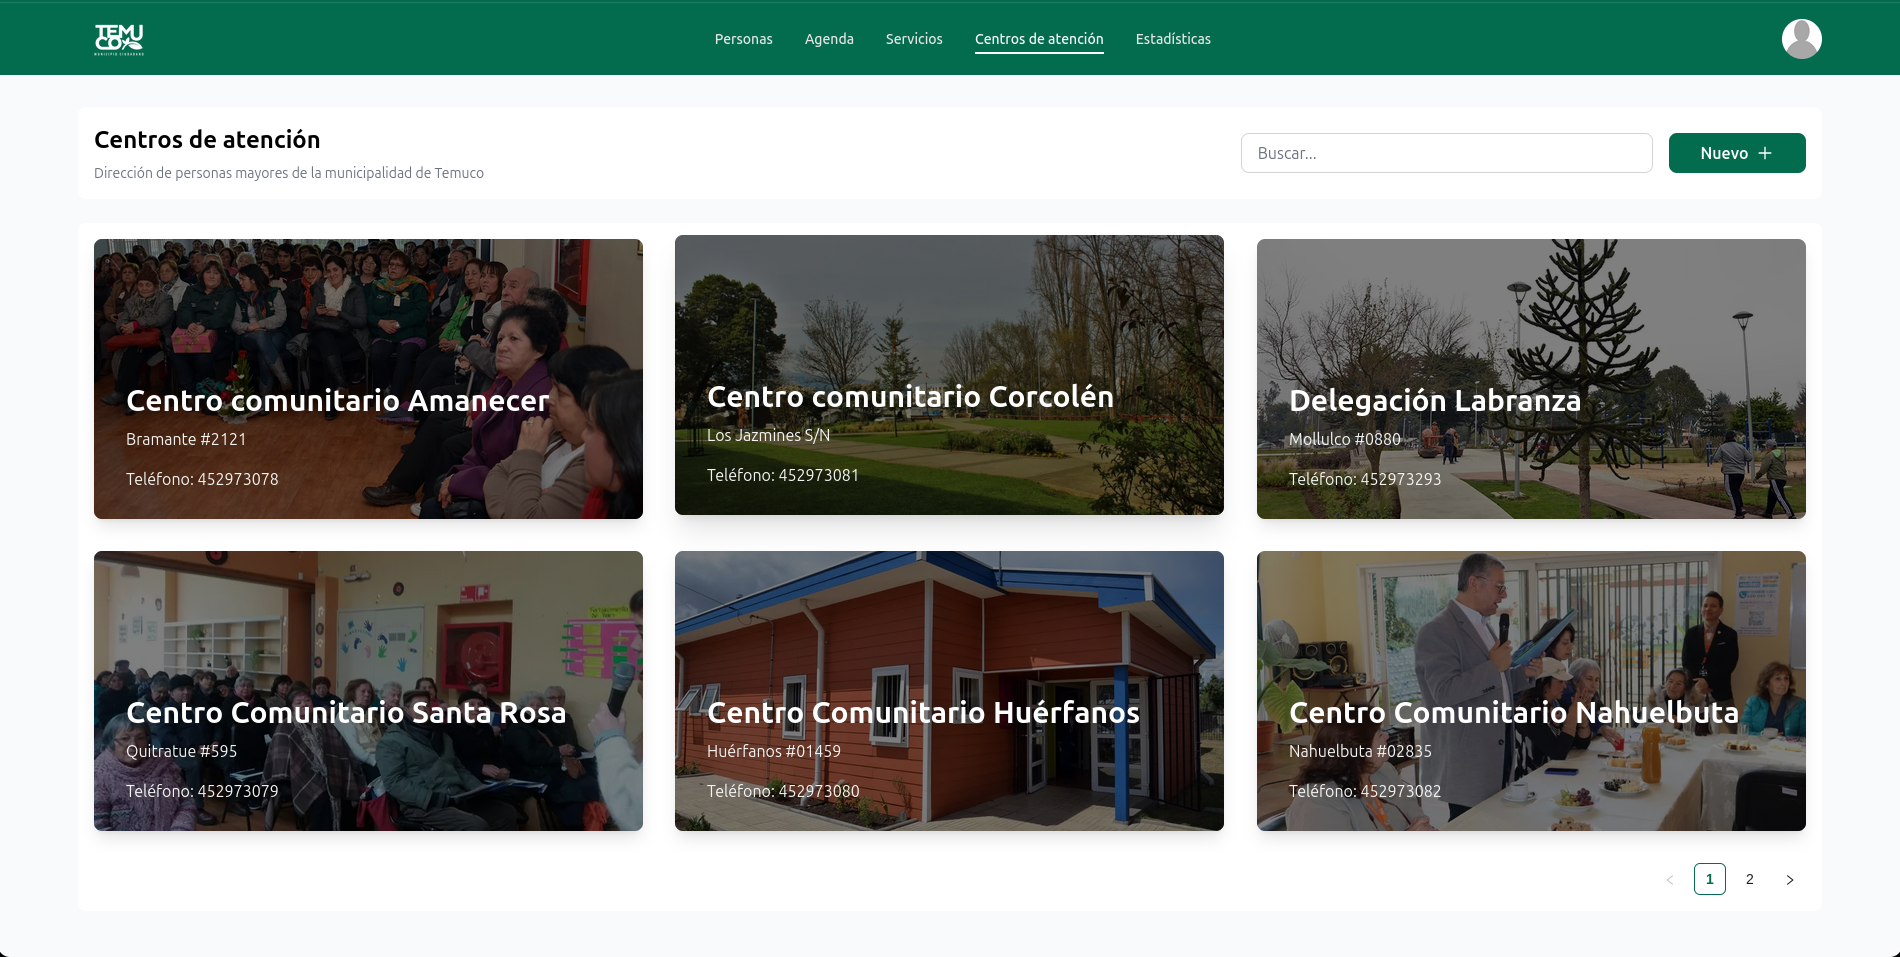 TEMU
CO
MUNICIPIO CIUDADANO
Personas
Agenda
Servicios
Centros de atención
Estadísticas
Centros de atención
Dirección de personas mayores de la municipalidad de Temuco
Buscar...
Nuevo +
Centro comunitario Amanecer
Bramante #2121
Teléfono: 452973078
Centro comunitario Corcolén
Los Jazmines S/N
Teléfono: 452973081
Delegación Labranza
Mollulco #0880
Teléfono: 452973293
Centro Comunitario Santa Rosa
Quitratue #595
Teléfono: 452973079
Centro Comunitario Huérfanos
Huérfanos #01459
Teléfono: 452973080
Centro Comunitario Nahuelbuta
Nahuelbuta #02835
Teléfono: 452973082
< 1 2 >